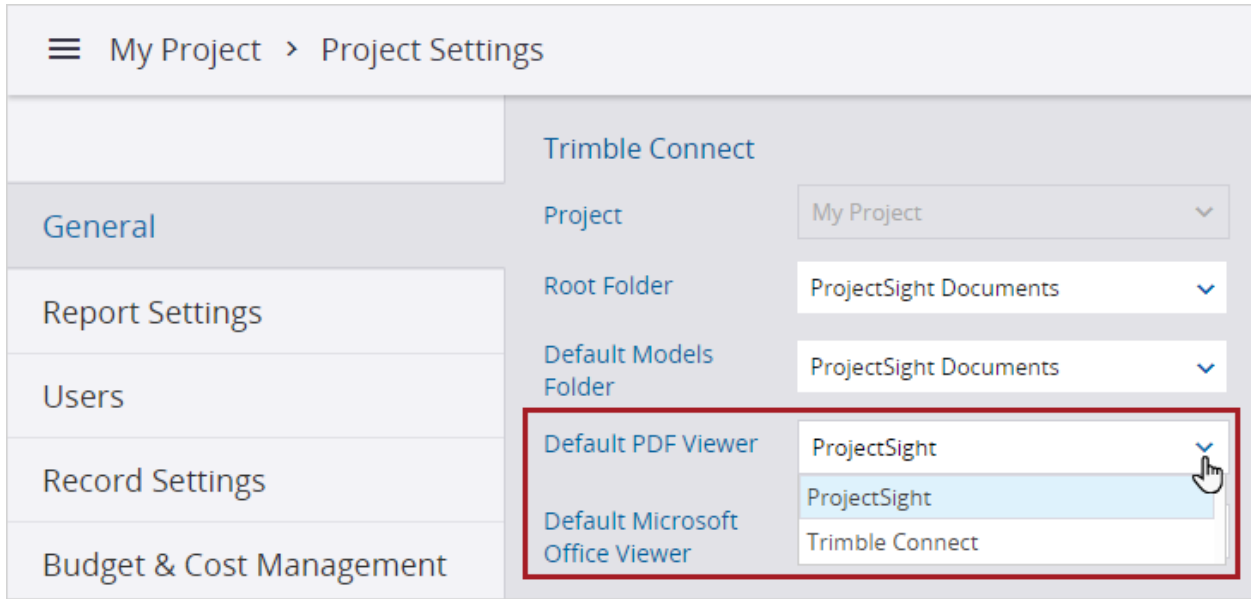 My Project > Project Settings
Trimble Connect
General
Project
My Project
Root Folder
ProjectSight Documents
Report Settings
Default Models
Folder
ProjectSight Documents
Users
Default PDF Viewer
ProjectSight
Record Settings
ProjectSight
Default Microsoft
Office Viewer
Trimble Connect
Budget & Cost Management